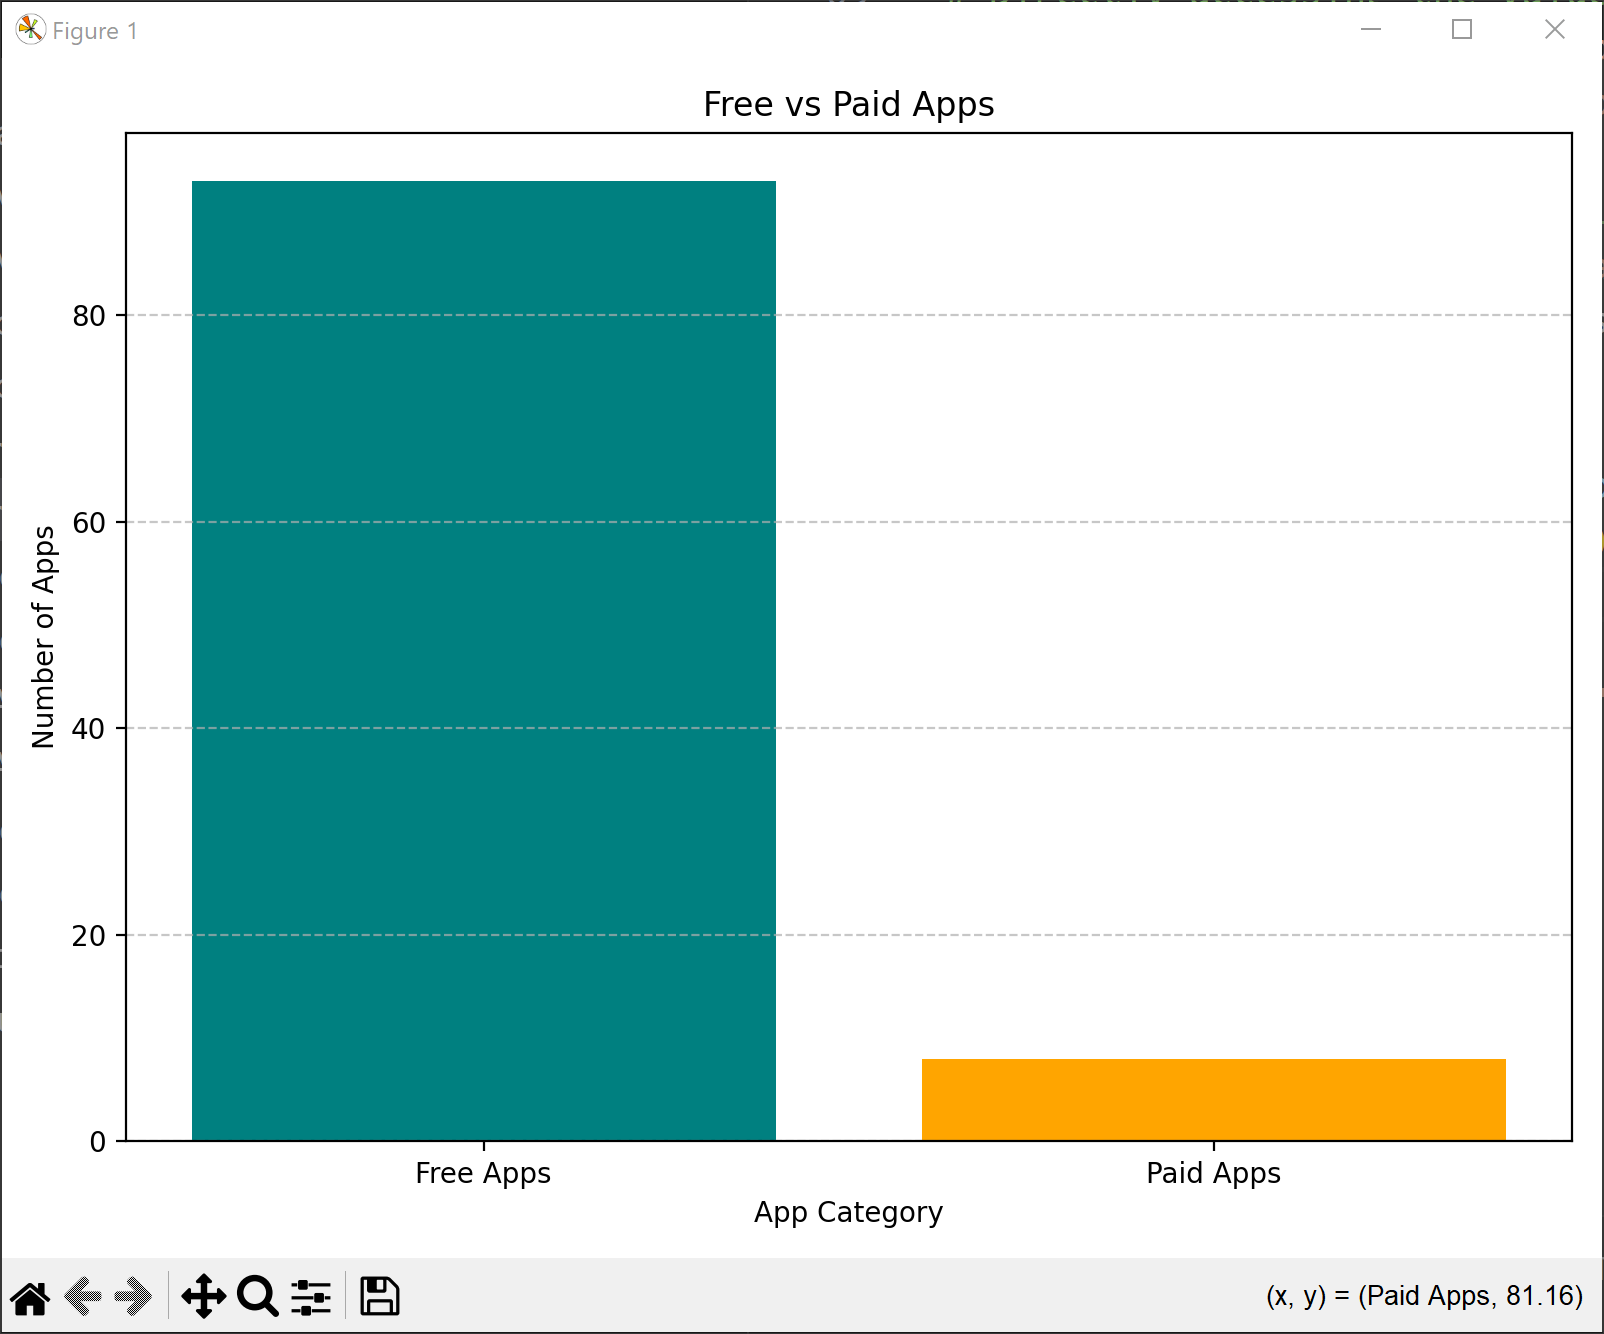 Figure 1
Free vs Paid Apps
80
60
40
20
0
Number of Apps
Free Apps
Paid Apps
App Category
(x, y) = (Paid Apps, 81.16)